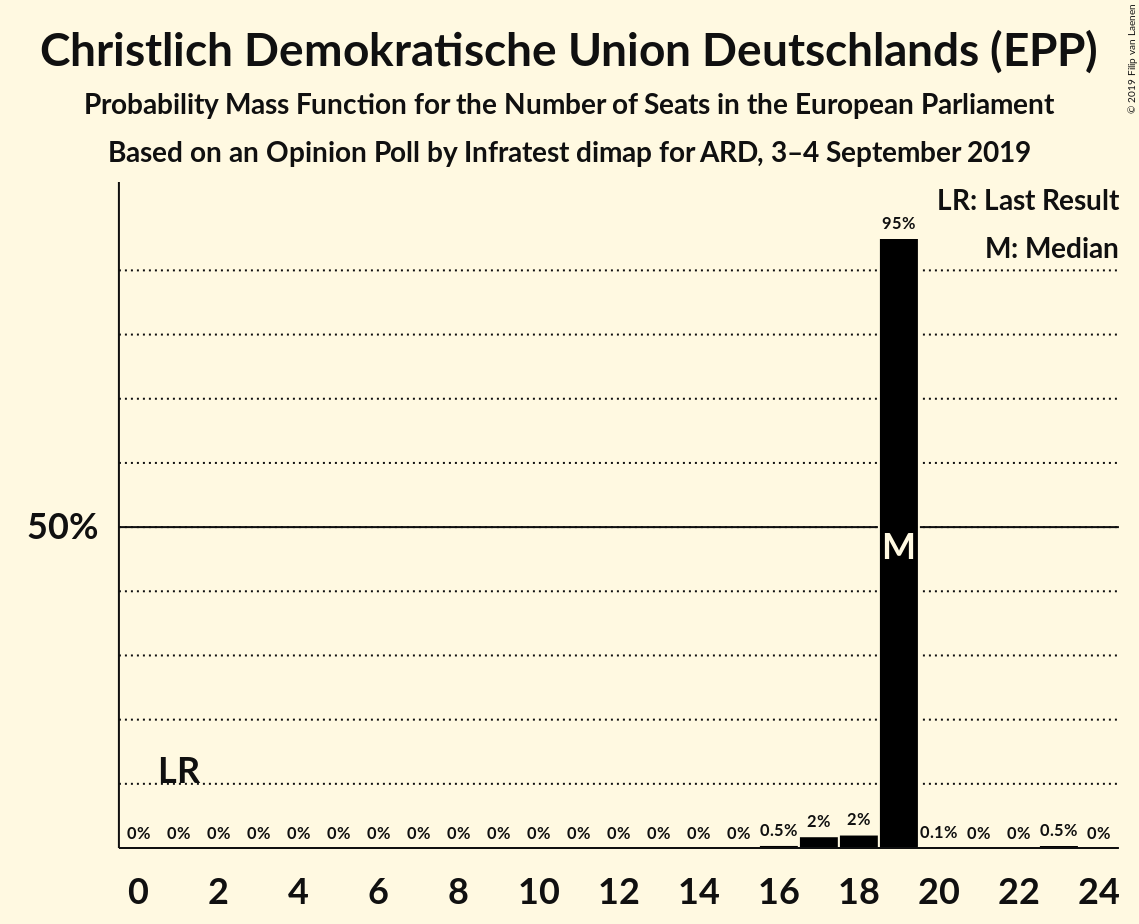 Christlich Demokratische Union Deutschlands (EPP)
Probability Mass Function for the Number of Seats in the European Parliament
Based on an Opinion Poll by Infratest dimap for ARD, 3–4 September 2019
© 2019 Filip van Laenen
LR: Last Result
M: Median
95%
50%
M
LR
0% 0% 0% 0% 0% 0% 0% 0% 0% 0% 0% 0% 0% 0% 0% 0% 0.5% 2% 2% 0.1% 0% 0% 0.5% 0%
0 2 4 6 8 10 12 14 16 18 20 22 24